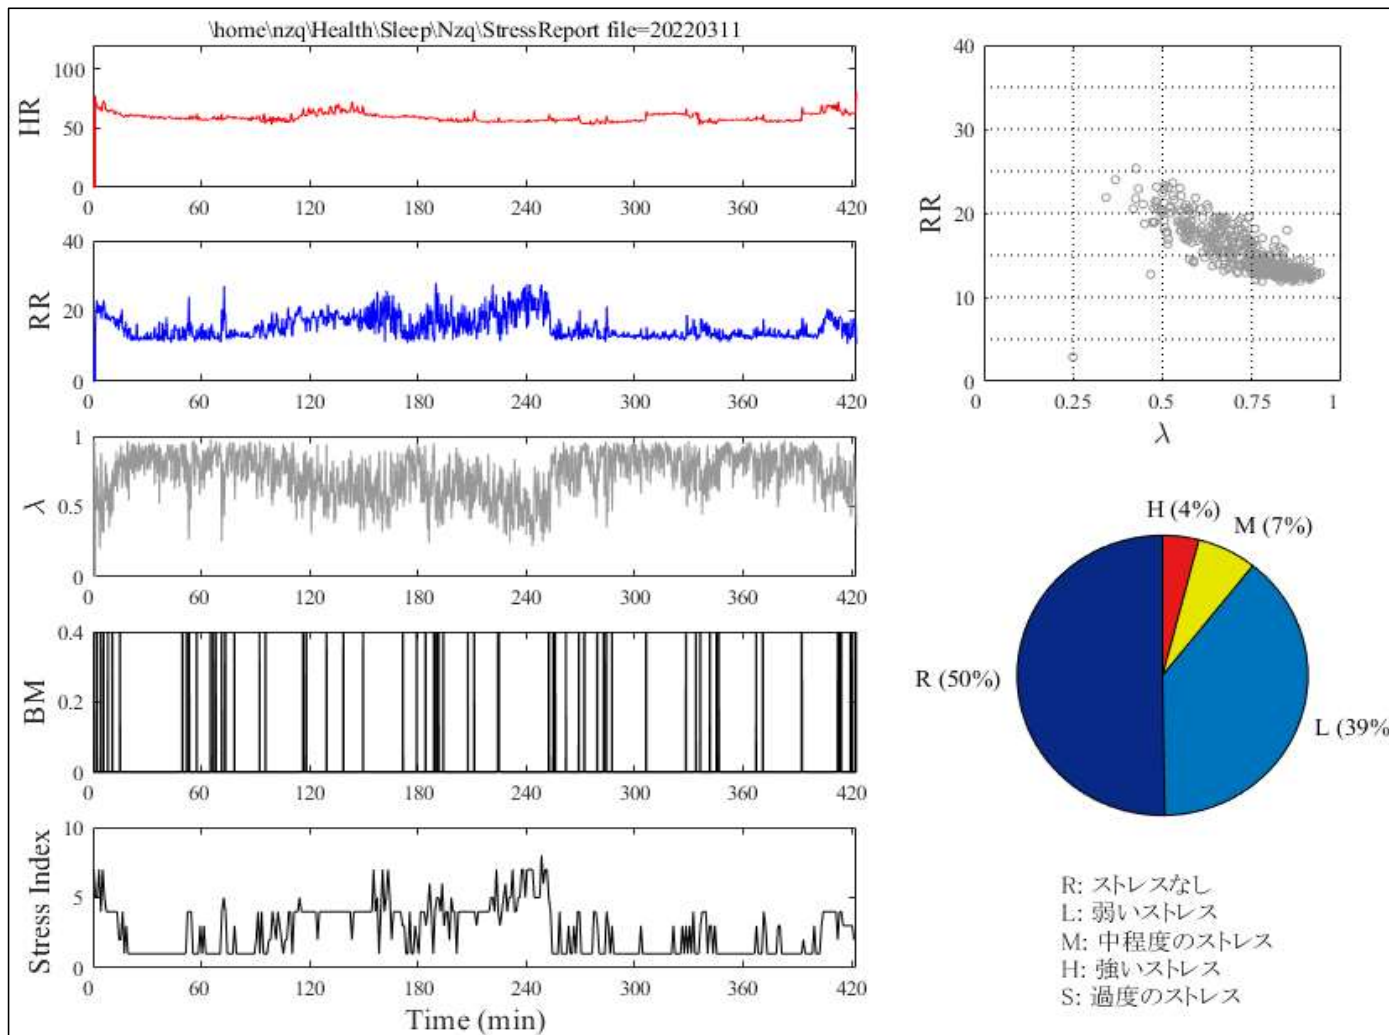 \home\nzq\Health\Sleep\Nzq\StressReport file=20220311
100
50
0
HR
0 60 120 180 240 300 360 420
40
20
0
RR
0 60 120 180 240 300 360 420
1
0.5
0
λ
0 60 120 180 240 300 360 420
0.4
0.2
0
BM
0 60 120 180 240 300 360 420
10
5
0
Stress Index
0 60 120 180 240 300 360 420
Time (min)
40
30
20
10
0
RR
0 0.25 0.5 0.75 1
λ
H (4%)
M (7%)
R (50%)
L (39%
R: ストレスなし
L: 弱いストレス
M: 中程度のストレス
H: 強いストレス
S: 過度のストレス